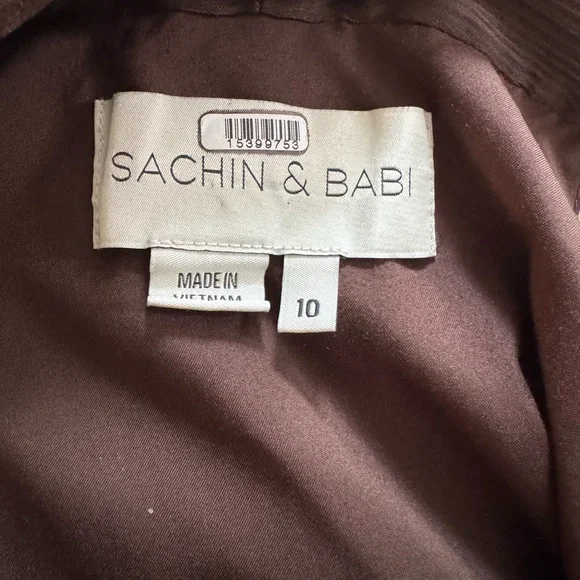 15399753
SACHIN & BABI
MADE IN
VIETNAM
10